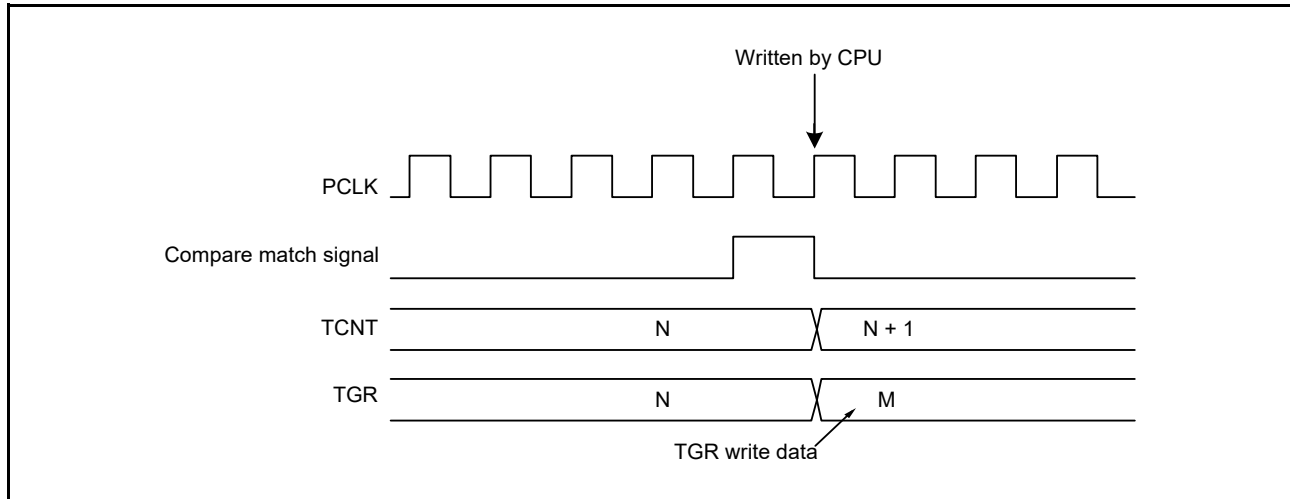 Written by CPU
PCLK
Compare match signal
TCNT
N
N + 1
TGR
N
M
TGR write data